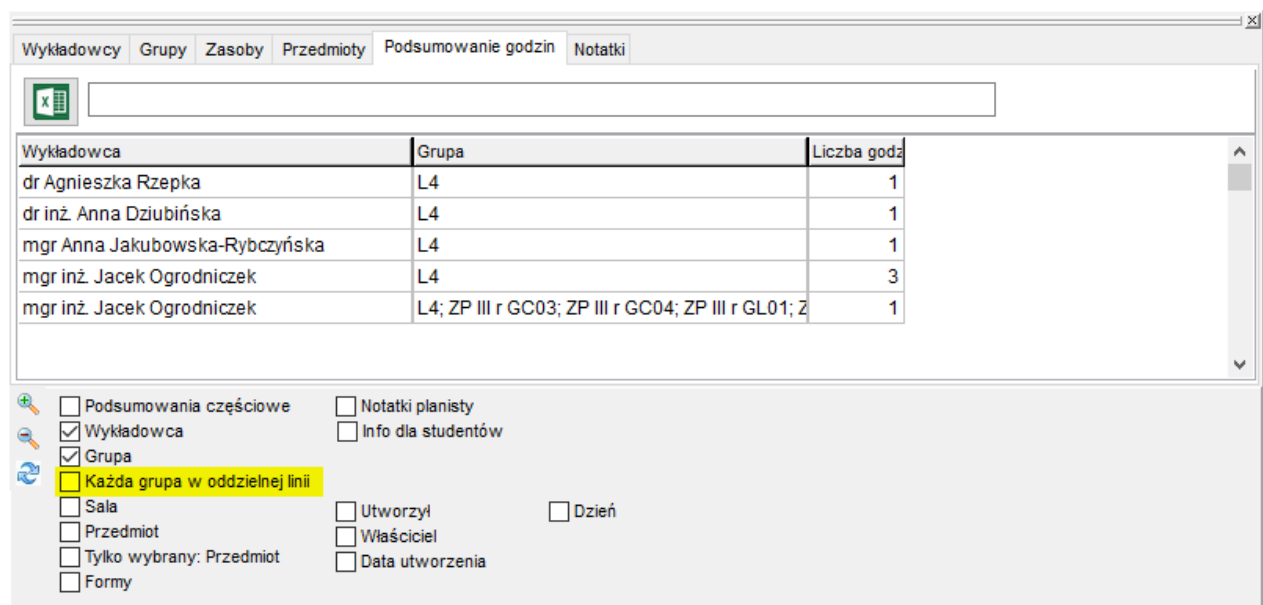 Wykładowcy Grupy Zasoby Przedmioty Podsumowanie godzin Notatki
Wykładowca Grupa Liczba godz
dr Agnieszka Rzepka L4 1
dr inż. Anna Dziubińska L4 1
mgr Anna Jakubowska-Rybczyńska L4 1
mgr inż. Jacek Ogrodniczek L4 3
mgr inż. Jacek Ogrodniczek L4; ZP III r GC03; ZP III r GC04; ZP III r GL01; Z 1
Podsumowania częściowe Notatki planisty
Wykładowca Info dla studentów
Grupa
Każda grupa w oddzielnej linii
Sala Utworzył Dzień
Przedmiot Właściciel
Tylko wybrany: Przedmiot Data utworzenia
Formy